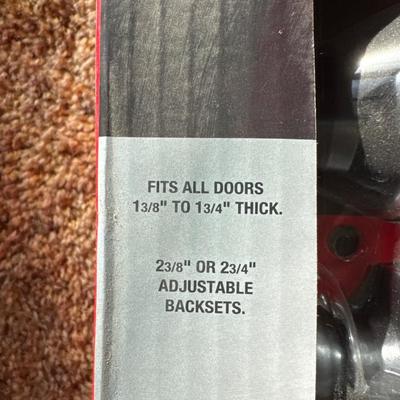 FITS ALL DOORS
1 3/8" TO 1 3/4" THICK.
2 3/8" OR 2 3/4"
ADJUSTABLE
BACKSETS.